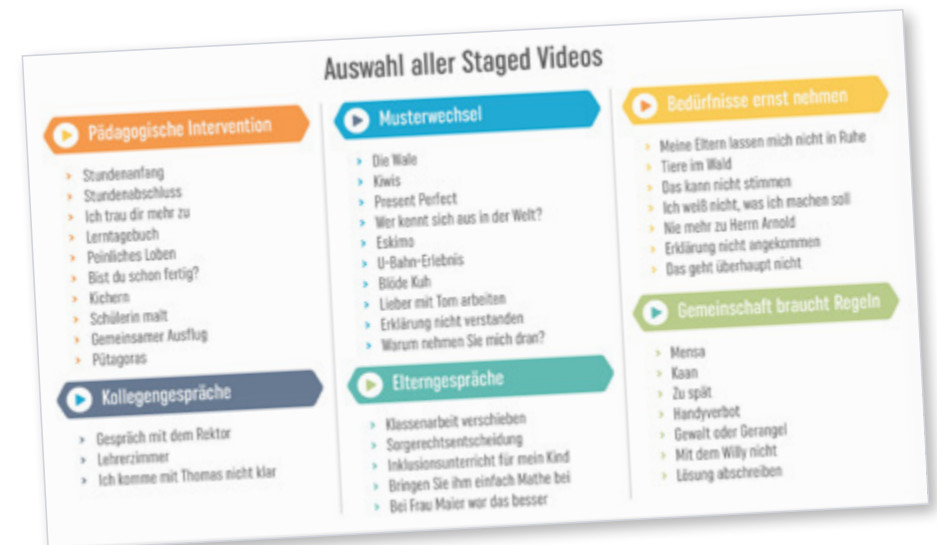 Auswahl aller Staged Videos
Pädagogische Intervention
Stundenanfang
Stundenabschluss
Ich trau dir mehr zu
Lerntagebuch
Peinliches Loben
Bist du schon fertig?
Kichern
Schülerin malt
Gemeinsamer Ausflug
Pütagoras
Kollegengespräche
Gespräch mit dem Rektor
Lehrerzimmer
Ich komme mit Thomas nicht klar
Musterwechsel
Die Wale
Kiwis
Present Perfect
Wer kennt sich aus in der Welt?
Eskimo
U-Bahn-Erlebnis
Blöde Kuh
Lieber mit Tom arbeiten
Erklärung nicht verstanden
Warum nehmen Sie mich dran?
Elterngespräche
Klassenarbeit verschieben
Sorgerechtsentscheidung
Inklusionsunterricht für mein Kind
Bringen Sie ihm einfach Mathe bei
Bei Frau Maier war das besser
Bedürfnisse ernst nehmen
Meine Eltern lassen mich nicht in Ruhe
Tiere im Wald
Das kann nicht stimmen
Ich weiß nicht, was ich machen soll
Nie mehr zu Herrn Arnold
Erklärung nicht angekommen
Das geht überhaupt nicht
Gemeinschaft braucht Regeln
Mensa
Kaan
Zu spät
Handyverbot
Gewalt oder Gerangel
Mit dem Willy nicht
Lösung abschreiben